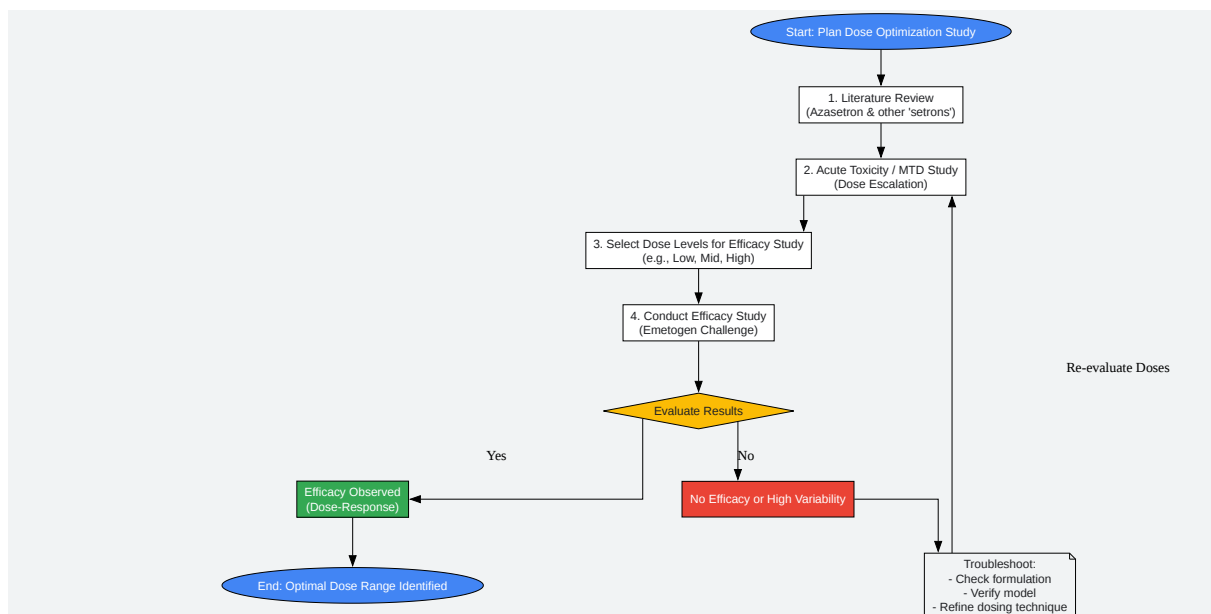 Start: Plan Dose Optimization Study
1. Literature Review
(Azasetron & other 'setrons')
2. Acute Toxicity / MTD Study
(Dose Escalation)
3. Select Dose Levels for Efficacy Study
(e.g., Low, Mid, High)
4. Conduct Efficacy Study
(Emetogen Challenge)
Re-evaluate Doses
Evaluate Results
Yes
No
Efficacy Observed
(Dose-Response)
No Efficacy or High Variability
End: Optimal Dose Range Identified
Troubleshoot:
- Check formulation
- Verify model
- Refine dosing technique